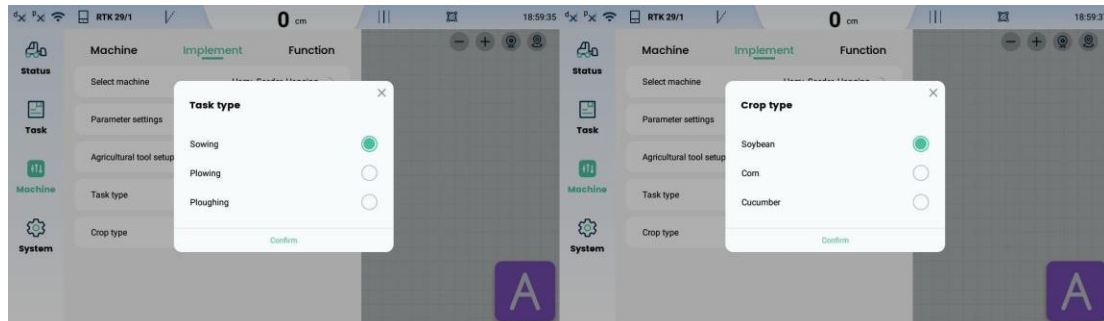 RTK 29/1
0 cm
18:59:35
Status
Task
Machine
System
Machine Implement Function
Select machine
Parameter settings
Agricultural tool setup
Task type
Crop type
Task type
Sowing
Plowing
Ploughing
Confirm
A
RTK 29/1
0 cm
Status
Task
Machine
System
Machine Implement Function
Select machine
Parameter settings
Agricultural tool setup
Task type
Crop type
Crop type
Soybean
Corn
Cucumber
Confirm
A